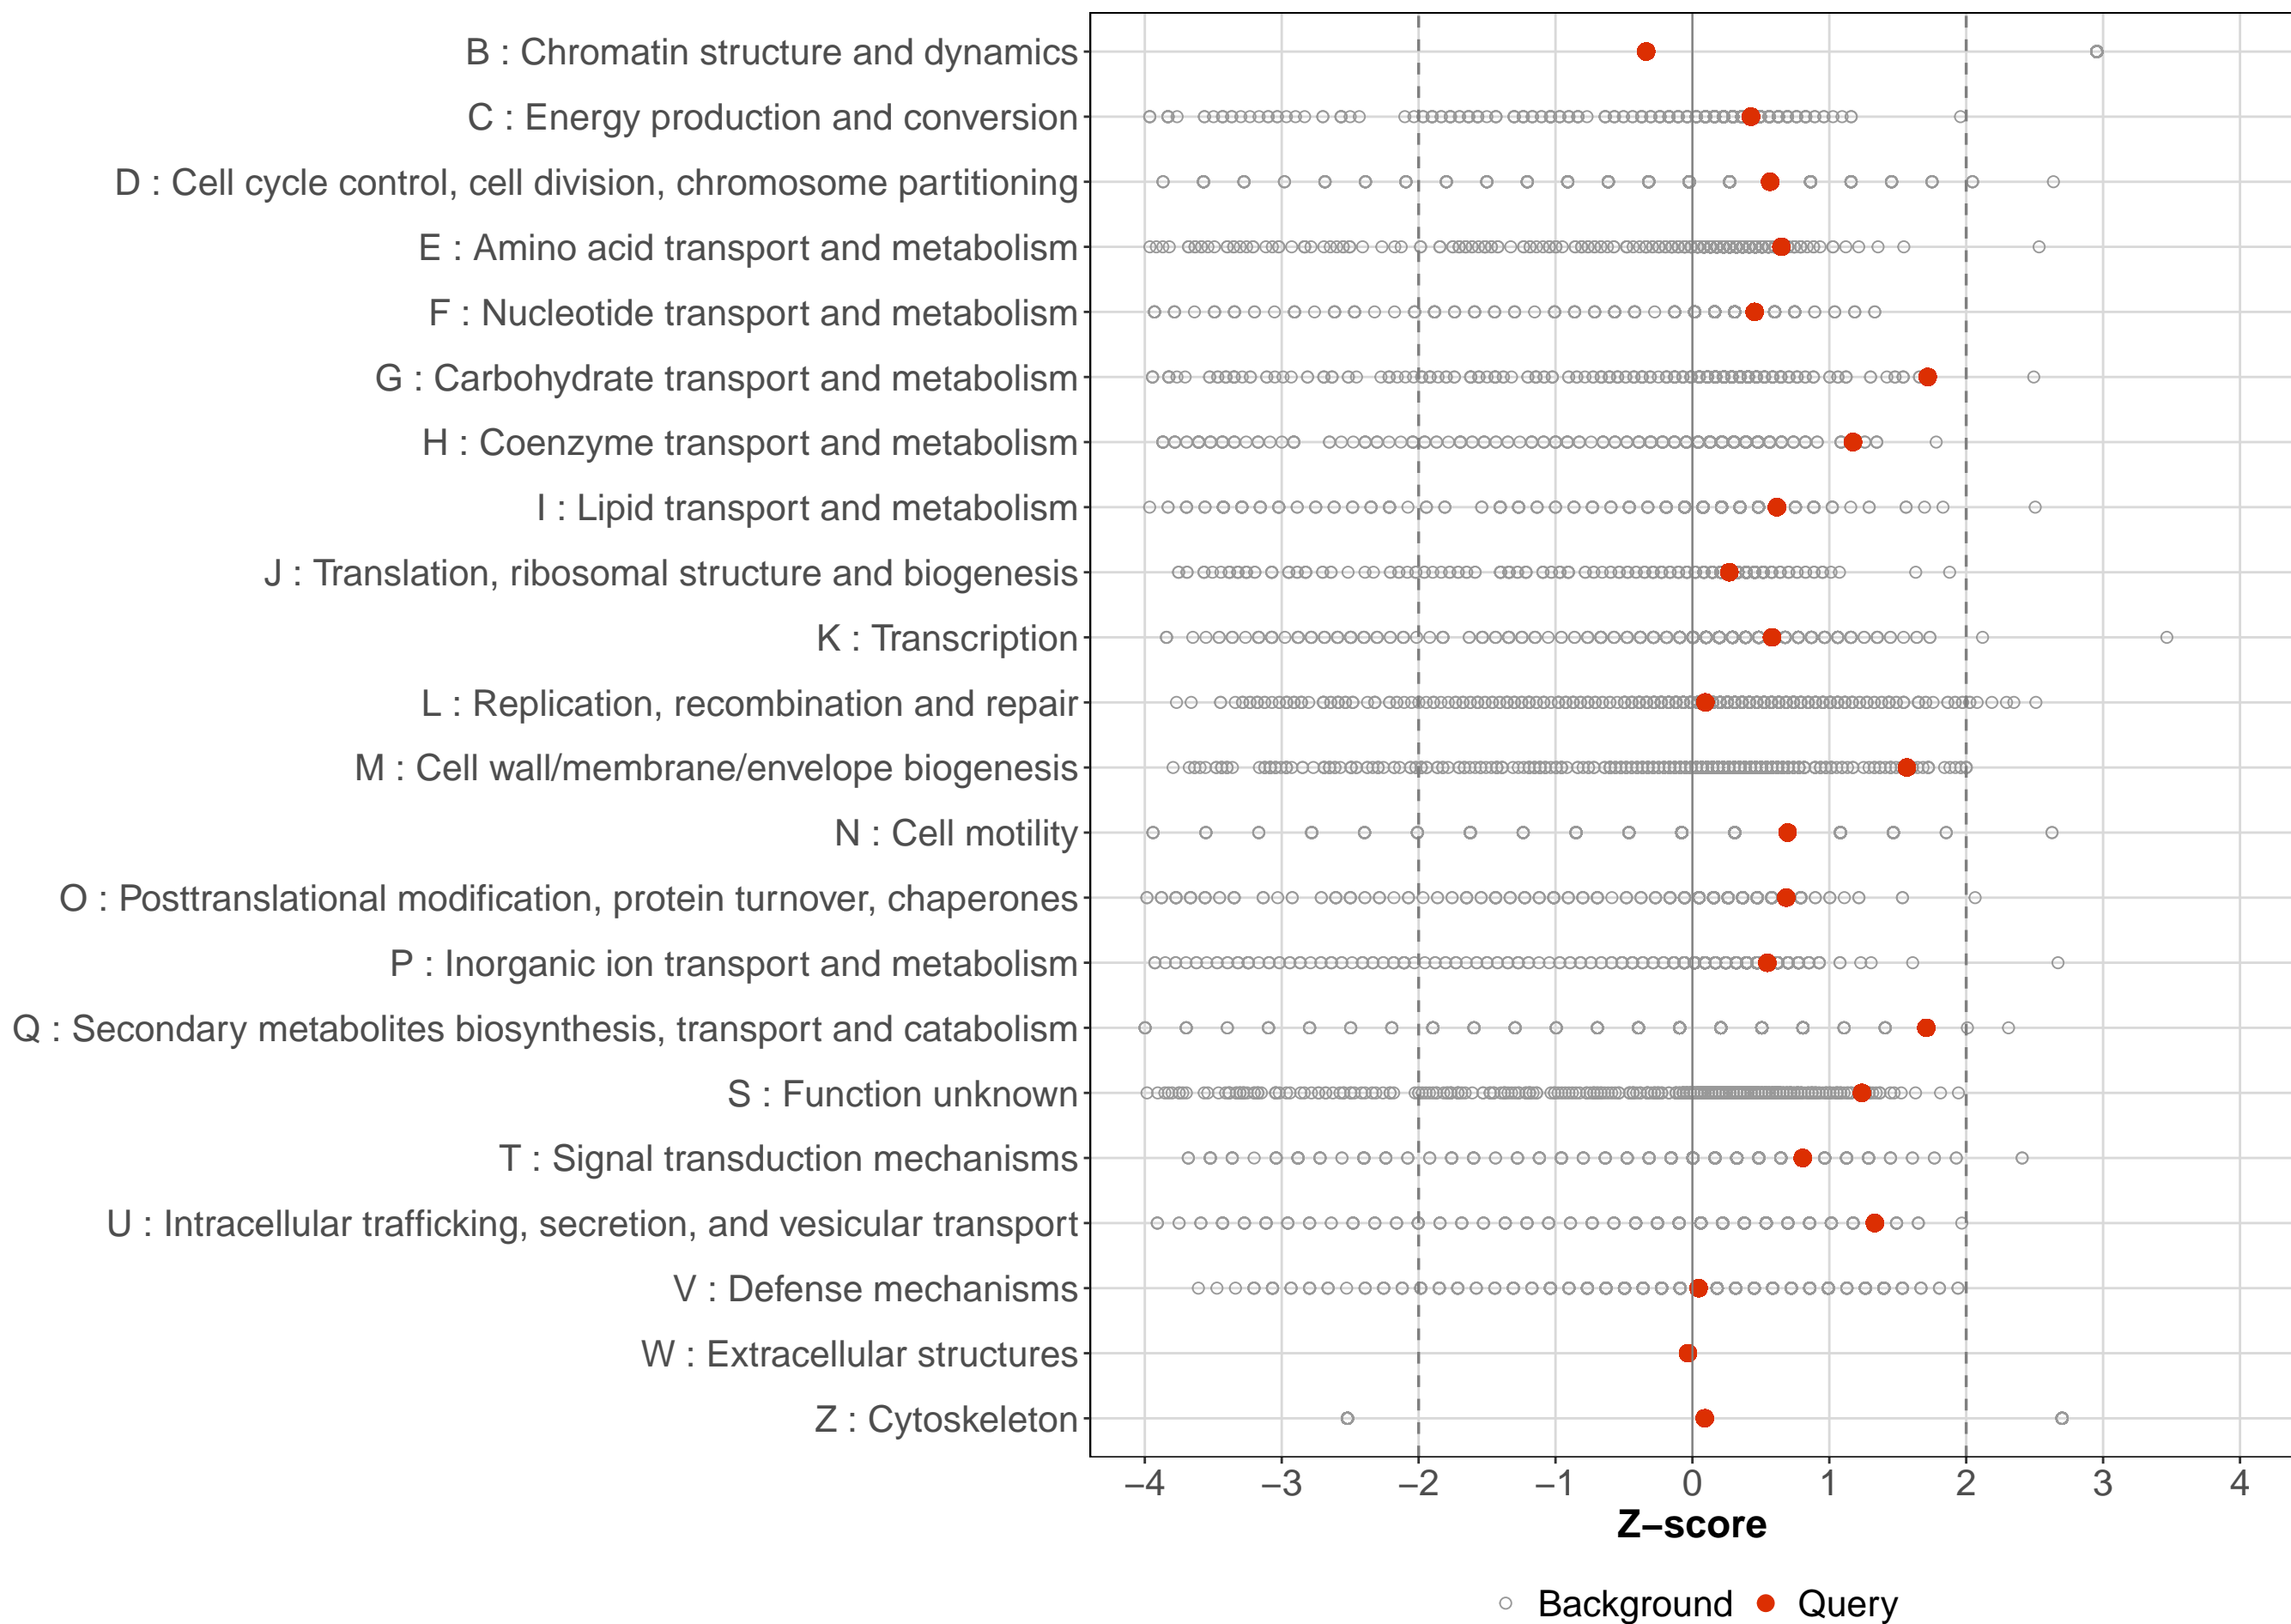 B : Chromatin structure and dynamics
C : Energy production and conversion
D : Cell cycle control, cell division, chromosome partitioning
E : Amino acid transport and metabolism
F : Nucleotide transport and metabolism
G : Carbohydrate transport and metabolism
H : Coenzyme transport and metabolism
I : Lipid transport and metabolism
J : Translation, ribosomal structure and biogenesis
K : Transcription
L : Replication, recombination and repair
M : Cell wall/membrane/envelope biogenesis
N : Cell motility
O : Posttranslational modification, protein turnover, chaperones
P : Inorganic ion transport and metabolism
Q : Secondary metabolites biosynthesis, transport and catabolism
S : Function unknown
T : Signal transduction mechanisms
U : Intracellular trafficking, secretion, and vesicular transport
V : Defense mechanisms
W : Extracellular structures
Z : Cytoskeleton
−4 −3 −2 −1 0 1 2 3 4
Z−score
Background Query